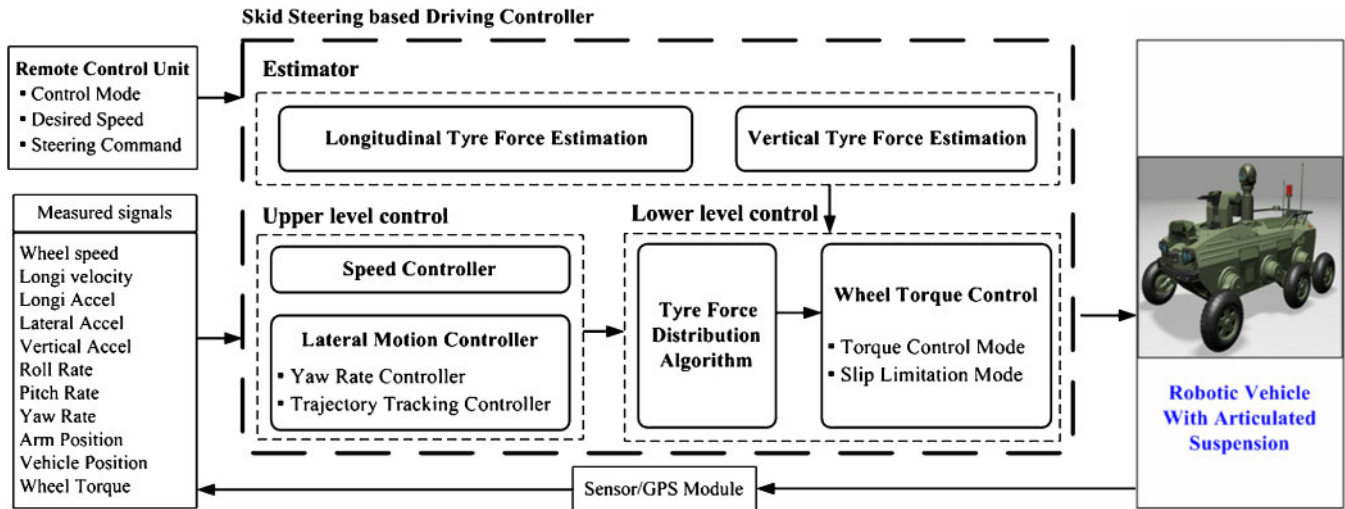 Skid Steering based Driving Controller
Remote Control Unit
▪ Control Mode
▪ Desired Speed
▪ Steering Command
Estimator
Longitudinal Tyre Force Estimation
Vertical Tyre Force Estimation
Measured signals
Wheel speed
Longi velocity
Longi Accel
Lateral Accel
Vertical Accel
Roll Rate
Pitch Rate
Yaw Rate
Arm Position
Vehicle Position
Wheel Torque
Upper level control
Speed Controller
Lateral Motion Controller
▪ Yaw Rate Controller
▪ Trajectory Tracking Controller
Lower level control
Tyre Force
Distribution
Algorithm
Wheel Torque Control
▪ Torque Control Mode
▪ Slip Limitation Mode
Robotic Vehicle
With Articulated
Suspension
Sensor/GPS Module